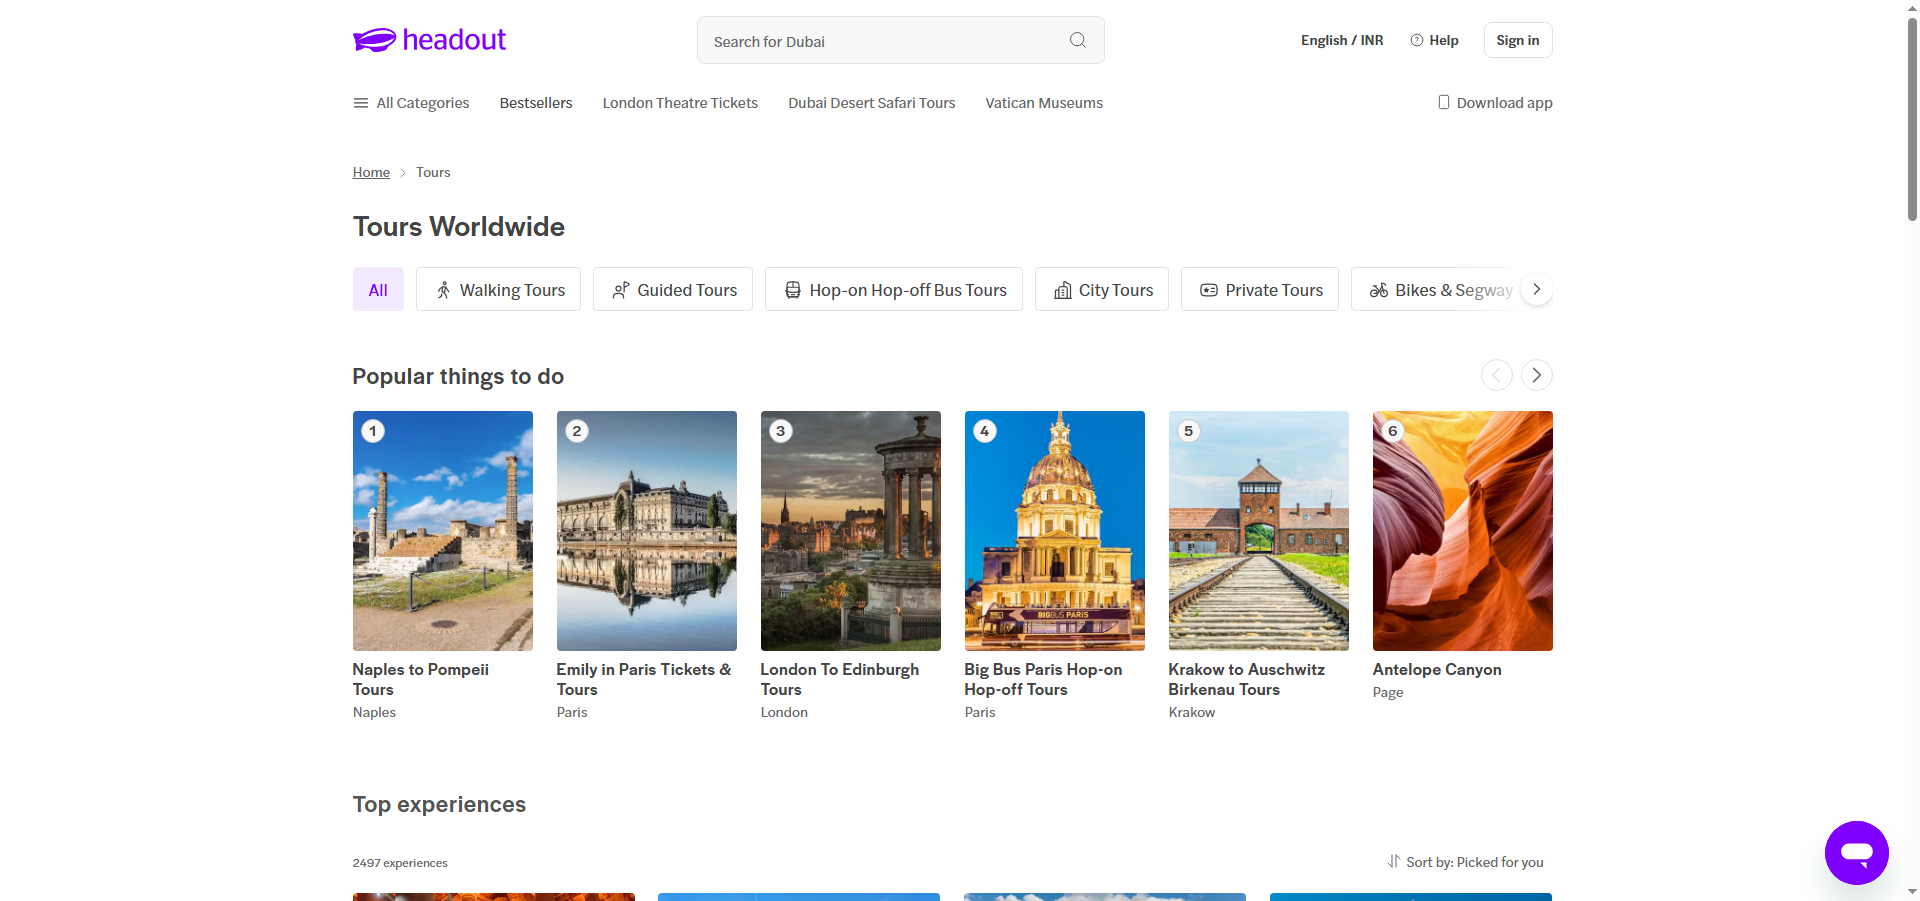 headout
Search for Dubai
English / INR
Help
Sign in
All Categories
Bestsellers
London Theatre Tickets
Dubai Desert Safari Tours
Vatican Museums
Download app
Home
Tours
Tours Worldwide
All
Walking Tours
Guided Tours
Hop-on Hop-off Bus Tours
City Tours
Private Tours
Bikes & Segway
Popular things to do
1
2
3
4
5
6
BIGBUS PARIS
Naples to Pompeii
Tours
Naples
Emily in Paris Tickets &
Tours
Paris
London To Edinburgh
Tours
London
Big Bus Paris Hop-on
Hop-off Tours
Paris
Krakow to Auschwitz
Birkenau Tours
Krakow
Antelope Canyon
Page
Top experiences
2497 experiences
Sort by: Picked for you